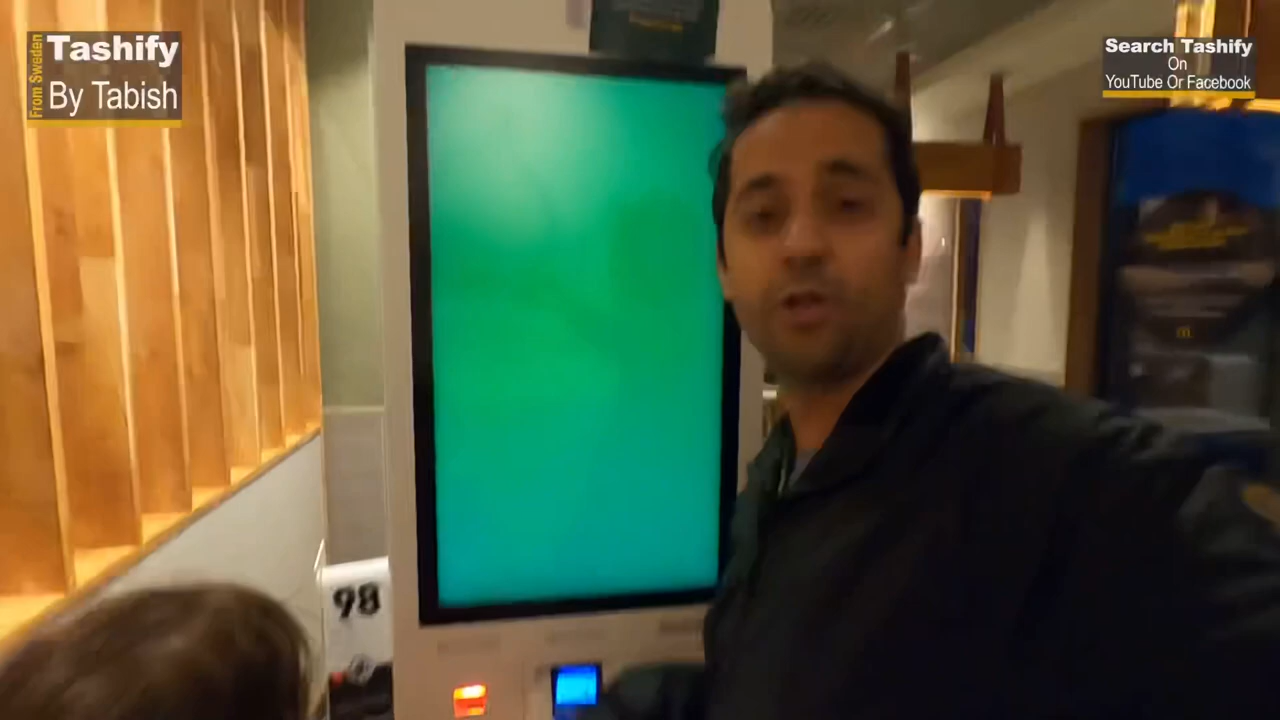 From Sweden
Tashify
By Tabish
Search Tashify
On
YouTube Or Facebook
98